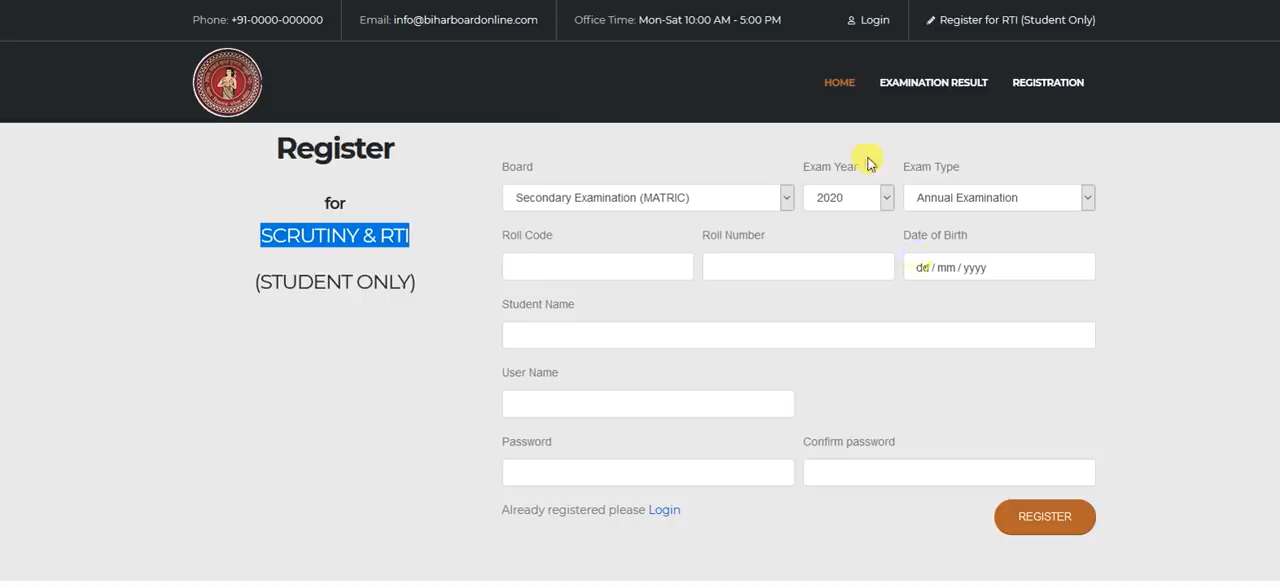 Phone: +91-0000-000000 Email: info@biharboardonline.com Office Time: Mon-Sat 10:00 AM - 5:00 PM Login Register for RTI (Student Only)
HOME EXAMINATION RESULT REGISTRATION
Register
for
SCRUTINY & RTI
(STUDENT ONLY)
Board Exam Year Exam Type
Secondary Examination (MATRIC) 2020 Annual Examination
Roll Code Roll Number Date of Birth
dd / mm / yyyy
Student Name
User Name
Password Confirm password
Already registered please Login
REGISTER